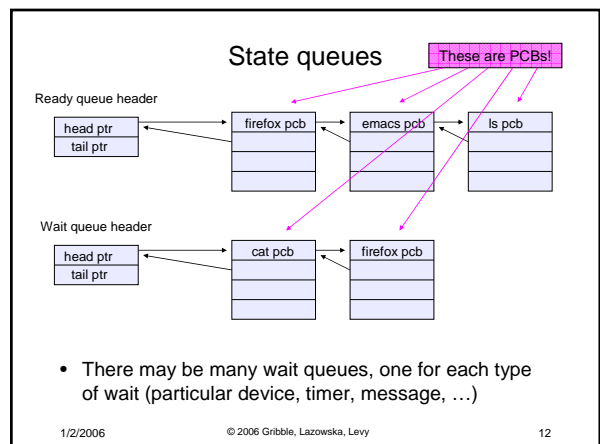 State queues
These are PCBs!
Ready queue header
head ptr
tail ptr
firefox pcb
emacs pcb
ls pcb
Wait queue header
head ptr
tail ptr
cat pcb
firefox pcb
• There may be many wait queues, one for each type
of wait (particular device, timer, message, …)
1/2/2006
© 2006 Gribble, Lazowska, Levy
12